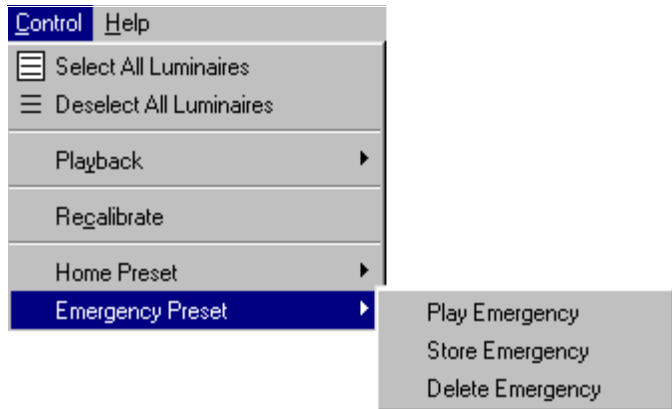 Control Help
Select All Luminaires
Deselect All Luminaires
Playback
Recalibrate
Home Preset
Emergency Preset
Play Emergency
Store Emergency
Delete Emergency